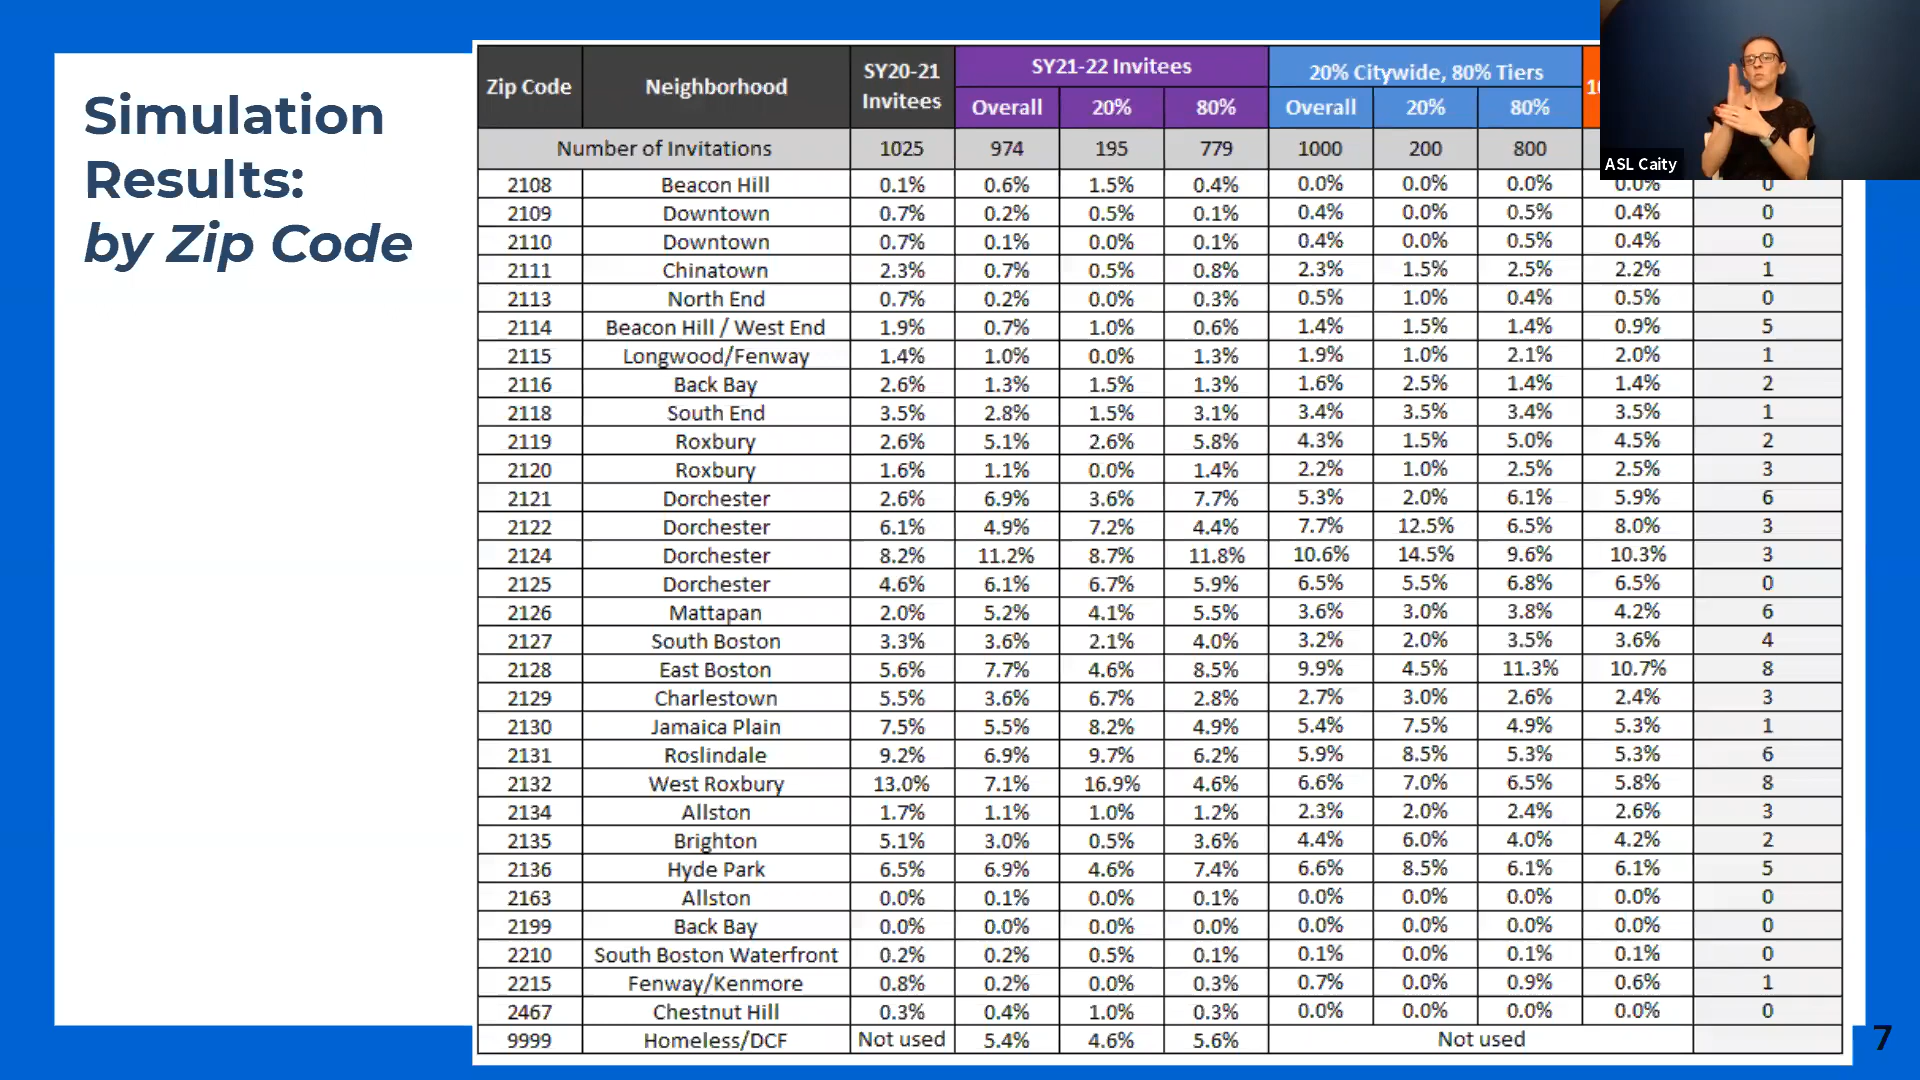 Simulation
Results:
by Zip Code
Zip Code Neighborhood SY20-21 Invitees SY21-22 Invitees 20% Citywide, 80% Tiers
Overall 20% 80% Overall 20% 80%
Number of Invitations 1025 974 195 779 1000 200 800
2108 Beacon Hill 0.1% 0.6% 1.5% 0.4% 0.0% 0.0% 0.0% 0.0% 0
2109 Downtown 0.7% 0.2% 0.5% 0.1% 0.4% 0.0% 0.5% 0.4% 0
2110 Downtown 0.7% 0.1% 0.0% 0.1% 0.4% 0.0% 0.5% 0.4% 0
2111 Chinatown 2.3% 0.7% 0.5% 0.8% 2.3% 1.5% 2.5% 2.2% 1
2113 North End 0.7% 0.2% 0.0% 0.3% 0.5% 1.0% 0.4% 0.5% 0
2114 Beacon Hill / West End 1.9% 0.7% 1.0% 0.6% 1.4% 1.5% 1.4% 0.9% 5
2115 Longwood/Fenway 1.4% 1.0% 0.0% 1.3% 1.9% 1.0% 2.1% 2.0% 1
2116 Back Bay 2.6% 1.3% 1.5% 1.3% 1.6% 2.5% 1.4% 1.4% 2
2118 South End 3.5% 2.8% 1.5% 3.1% 3.4% 3.5% 3.4% 3.5% 1
2119 Roxbury 2.6% 5.1% 2.6% 5.8% 4.3% 1.5% 5.0% 4.5% 2
2120 Roxbury 1.6% 1.1% 0.0% 1.4% 2.2% 1.0% 2.5% 2.5% 3
2121 Dorchester 2.6% 6.9% 3.6% 7.7% 5.3% 2.0% 6.1% 5.9% 6
2122 Dorchester 6.1% 4.9% 7.2% 4.4% 7.7% 12.5% 6.5% 8.0% 3
2124 Dorchester 8.2% 11.2% 8.7% 11.8% 10.6% 14.5% 9.6% 10.3% 3
2125 Dorchester 4.6% 6.1% 6.7% 5.9% 6.5% 5.5% 6.8% 6.5% 0
2126 Mattapan 2.0% 5.2% 4.1% 5.5% 3.6% 3.0% 3.8% 4.2% 6
2127 South Boston 3.3% 3.6% 2.1% 4.0% 3.2% 2.0% 3.5% 3.6% 4
2128 East Boston 5.6% 7.7% 4.6% 8.5% 9.9% 4.5% 11.3% 10.7% 8
2129 Charlestown 5.5% 3.6% 6.7% 2.8% 2.7% 3.0% 2.6% 2.4% 3
2130 Jamaica Plain 7.5% 5.5% 8.2% 4.9% 5.4% 7.5% 4.9% 5.3% 1
2131 Roslindale 9.2% 6.9% 9.7% 6.2% 5.9% 8.5% 5.3% 5.3% 6
2132 West Roxbury 13.0% 7.1% 16.9% 4.6% 6.6% 7.0% 6.5% 5.8% 8
2134 Allston 1.7% 1.1% 1.0% 1.2% 2.3% 2.0% 2.4% 2.6% 3
2135 Brighton 5.1% 3.0% 0.5% 3.6% 4.4% 6.0% 4.0% 4.2% 2
2136 Hyde Park 6.5% 6.9% 4.6% 7.4% 6.6% 8.5% 6.1% 6.1% 5
2163 Allston 0.0% 0.1% 0.0% 0.1% 0.0% 0.0% 0.0% 0.0% 0
2199 Back Bay 0.0% 0.0% 0.0% 0.0% 0.0% 0.0% 0.0% 0.0% 0
2210 South Boston Waterfront 0.2% 0.2% 0.5% 0.1% 0.1% 0.0% 0.1% 0.1% 0
2215 Fenway/Kenmore 0.8% 0.2% 0.0% 0.3% 0.7% 0.0% 0.9% 0.6% 1
2467 Chestnut Hill 0.3% 0.4% 1.0% 0.3% 0.0% 0.0% 0.0% 0.0% 0
9999 Homeless/DCF Not used 5.4% 4.6% 5.6% Not used
ASL Caity
7